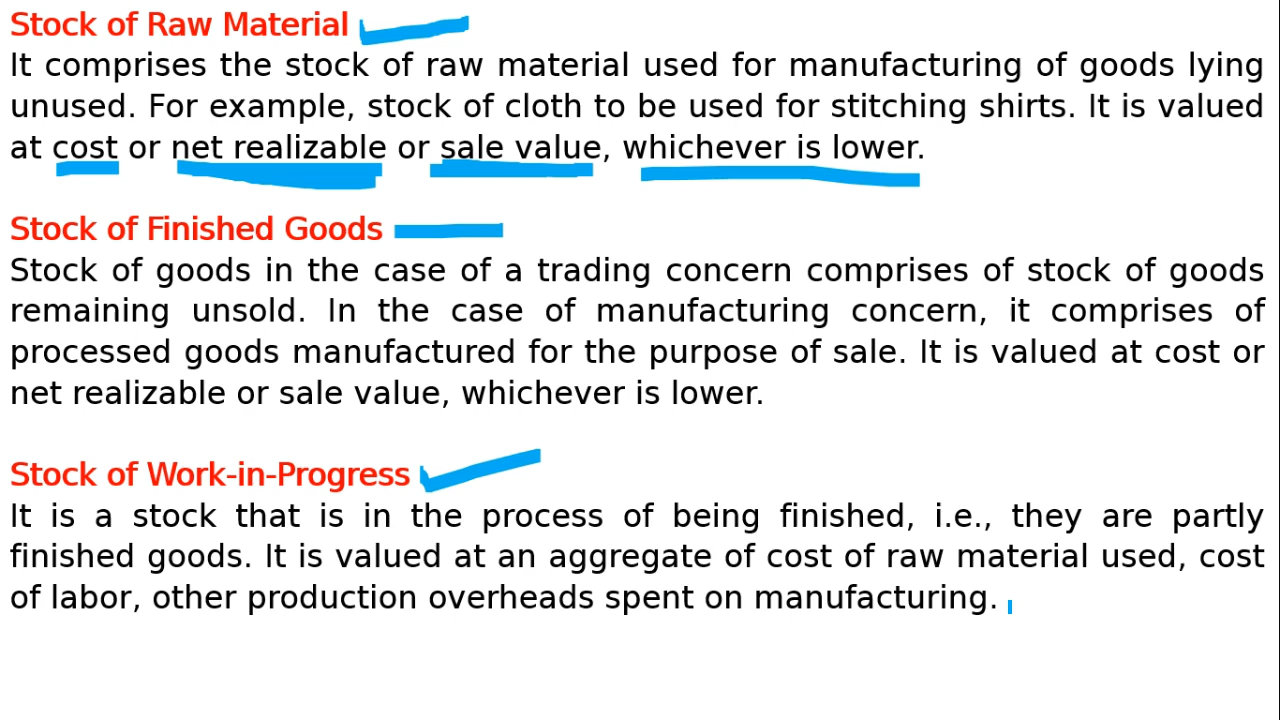 Stock of Raw Material
It comprises the stock of raw material used for manufacturing of goods lying
unused. For example, stock of cloth to be used for stitching shirts. It is valued
at cost or net realizable or sale value, whichever is lower.
Stock of Finished Goods
Stock of goods in the case of a trading concern comprises of stock of goods
remaining unsold. In the case of manufacturing concern, it comprises of
processed goods manufactured for the purpose of sale. It is valued at cost or
net realizable or sale value, whichever is lower.
Stock of Work-in-Progress
It is a stock that is in the process of being finished, i.e., they are partly
finished goods. It is valued at an aggregate of cost of raw material used, cost
of labor, other production overheads spent on manufacturing.